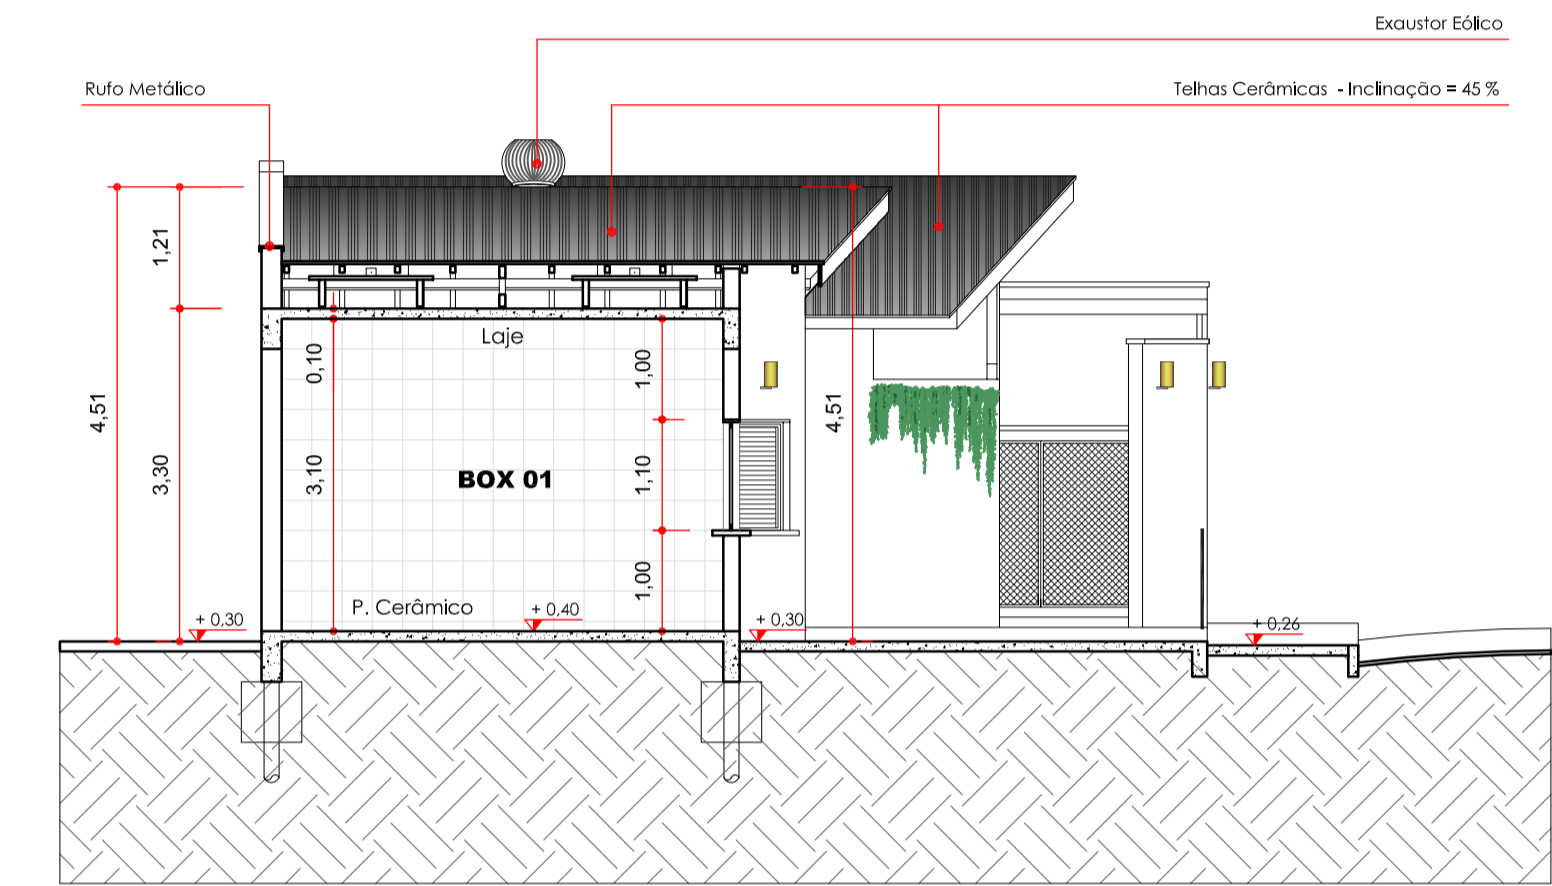 Exaustor Eólico
Rufo Metálico
Telhas Cerâmicas - Inclinação = 45 %
1,21
Laje
0,10
1,00
4,51
4,51
3,30
3,10
BOX 01
1,10
1,00
P. Cerâmico
+ 0,40
+ 0,30
+ 0,30
+ 0,26